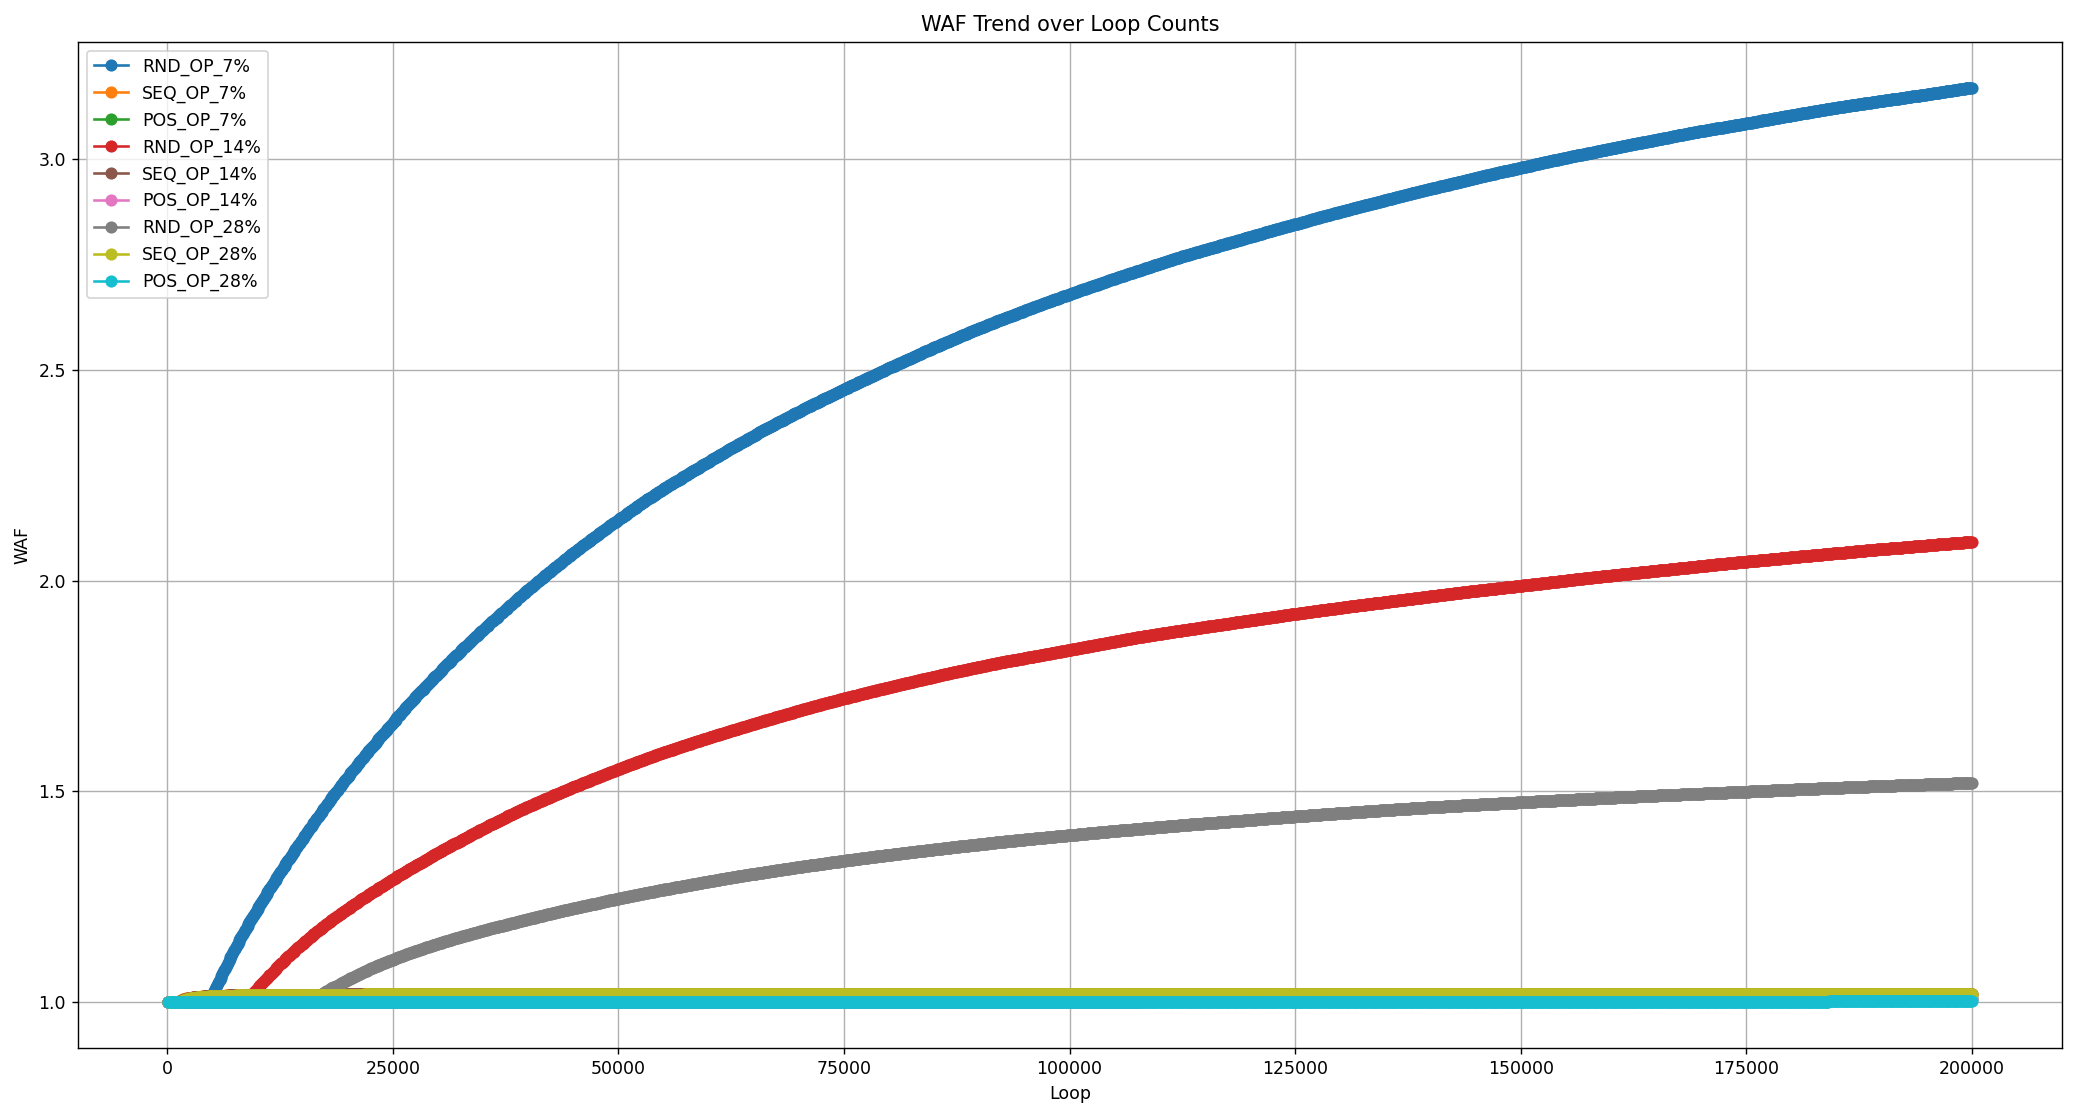 WAF Trend over Loop Counts
RND_OP_7%
SEQ_OP_7%
POS_OP_7%
RND_OP_14%
SEQ_OP_14%
POS_OP_14%
RND_OP_28%
SEQ_OP_28%
POS_OP_28%
3.0
2.5
2.0
1.5
1.0
WAF
0 25000 50000 75000 100000 125000 150000 175000 200000
Loop